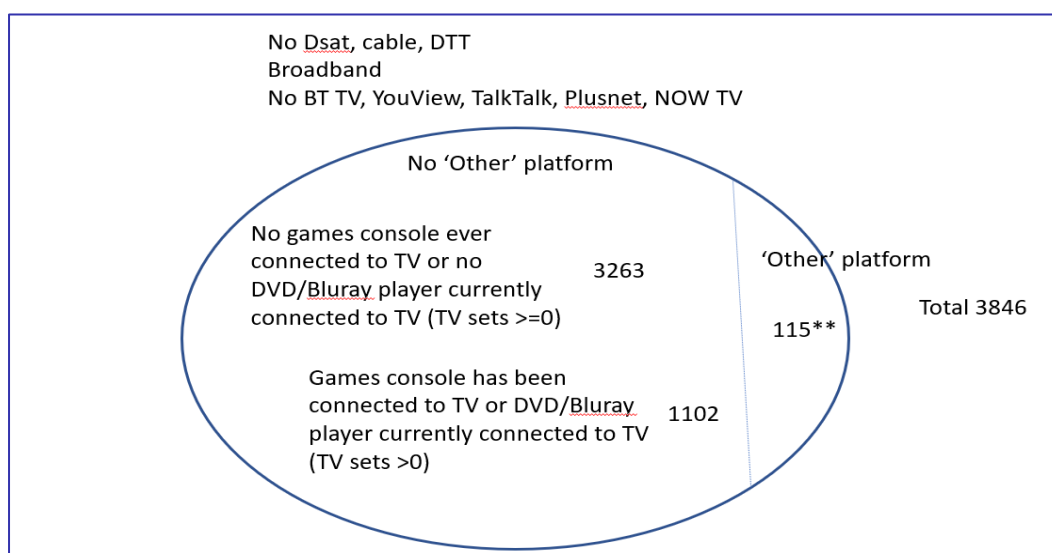 No Dsat, cable, DTT
Broadband
No BT TV, YouView, TalkTalk, Plusnet, NOW TV
No ‘Other’ platform
No games console ever
connected to TV or no
DVD/Bluray player currently
connected to TV (TV sets >=0)
3263
‘Other’ platform
115**
Total 3846
Games console has been
connected to TV or DVD/Bluray
player currently connected to TV
(TV sets >0)
1102